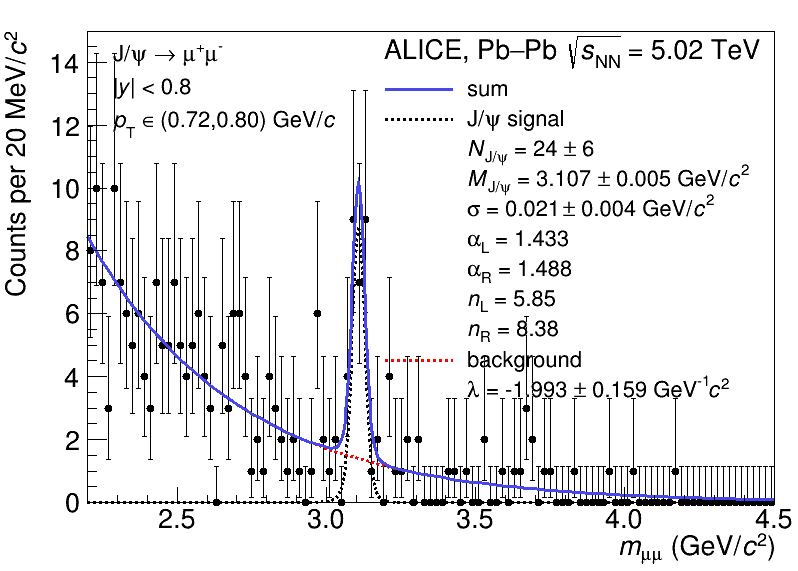 J/ψ → μ⁺μ⁻
|y| < 0.8
p_T ∈ (0.72,0.80) GeV/c
ALICE, Pb–Pb √s_NN = 5.02 TeV
sum
J/ψ signal
N_J/ψ = 24 ± 6
M_J/ψ = 3.107 ± 0.005 GeV/c²
σ = 0.021 ± 0.004 GeV/c²
α_L = 1.433
α_R = 1.488
n_L = 5.85
n_R = 8.38
background
λ = -1.993 ± 0.159 GeV⁻¹c²
Counts per 20 MeV/c²
14
12
10
8
6
4
2
0
2.5 3.0 3.5 4.0 4.5
m_μμ (GeV/c²)